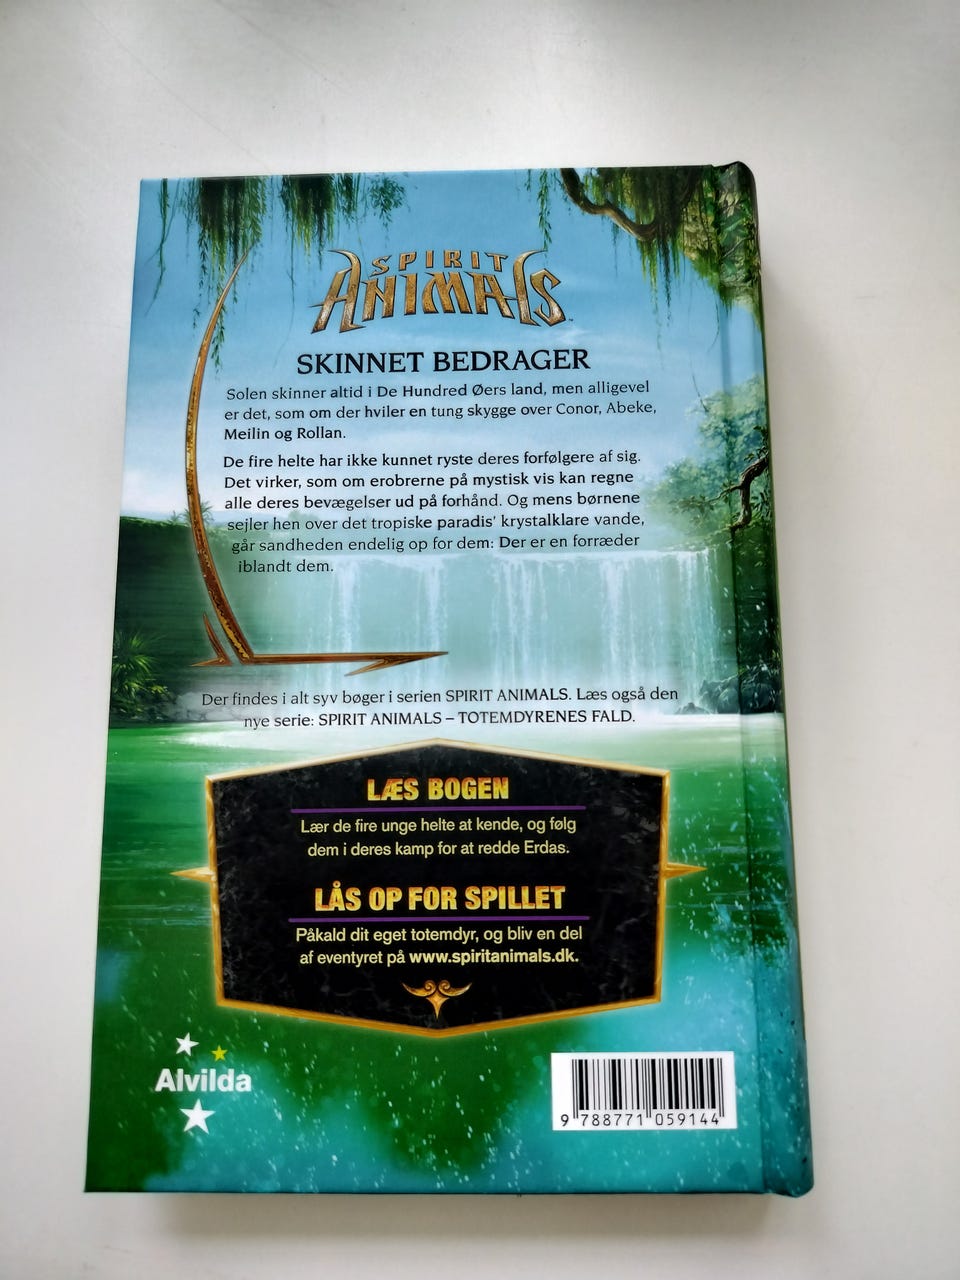 SPIRIT
ANIMALS
SKINNET BEDRAGER
Solen skinner altid i De Hundred Øers land, men alligevel
er det, som om der hviler en tung skygge over Conor, Abeke,
Meilin og Rollan.
De fire helte har ikke kunnet ryste deres forfølgere af sig.
Det virker, som om erobrerne på mystisk vis kan regne
alle deres bevægelser ud på forhånd. Og mens børnene
sejler hen over det tropiske paradis' krystalklare vande,
går sandheden endelig op for dem: Der er en forræder
iblandt dem.
Der findes i alt syv bøger i serien SPIRIT ANIMALS. Læs også den
nye serie: SPIRIT ANIMALS – TOTEMDYRENES FALD.
LÆS BOGEN
Lær de fire unge helte at kende, og følg
dem i deres kamp for at redde Erdas.
LÅS OP FOR SPILLET
Påkald dit eget totemdyr, og bliv en del
af eventyret på www.spiritanimals.dk.
Alvilda
9 788771 059144